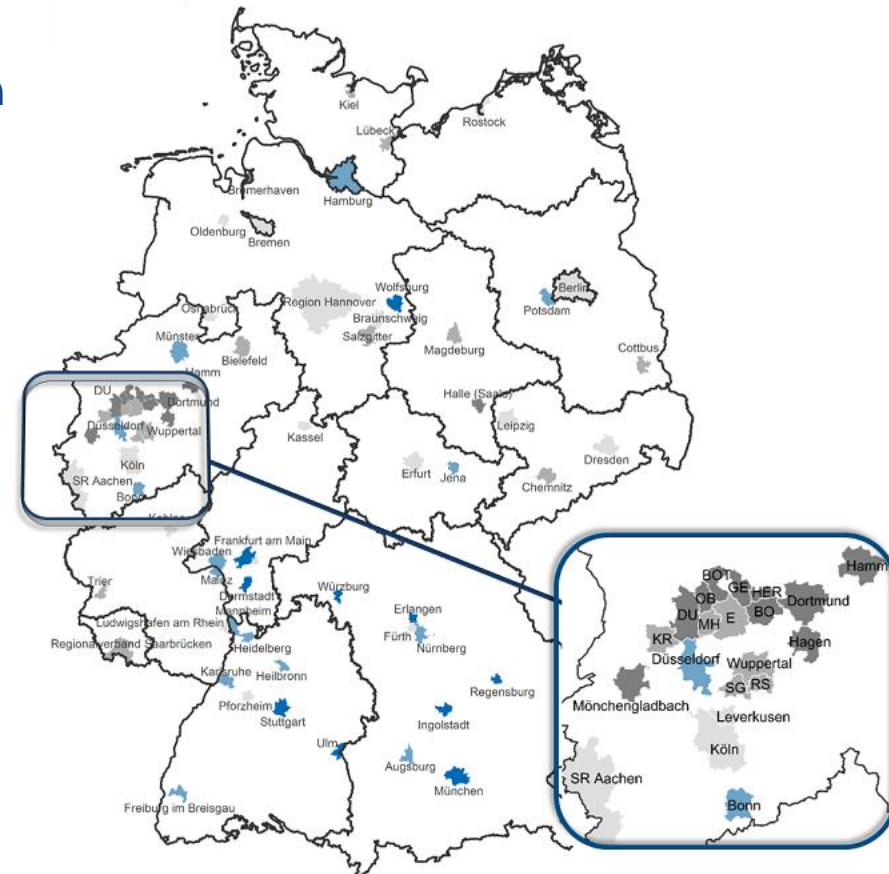 n
Kiel
Lübeck
Rostock
Hamburg
Bremerhaven
Oldenburg
Bremen
Wolfsburg
Region Hannover
Berlin
Osnabrück
Braunschweig
Potsdam
Salzgitter
Münster
Bielefeld
Magdeburg
Cottbus
Hamm
DU
Dortmund
Halle (Saale)
Düsseldorf
Wuppertal
Kassel
Leipzig
Köln
Dresden
SR Aachen
Erfurt
Jena
Chemnitz
Bonn
Frankfurt am Main
Wiesbaden
Mainz
Trier
Darmstadt
Würzburg
Mannheim
Ludwigshafen am Rhein
Erlangen
Fürth
Nürnberg
Regionalverband Saarbrücken
Heidelberg
Karlsruhe
Heilbronn
Regensburg
Pforzheim
Stuttgart
Ingolstadt
Ulm
Augsburg
München
Freiburg im Breisgau
Hamm
BOT
GE
HER
OB
Dortmund
DU
MH
E
BO
KR
Hagen
Düsseldorf
Wuppertal
SG
RS
Mönchengladbach
Leverkusen
Köln
SR Aachen
Bonn